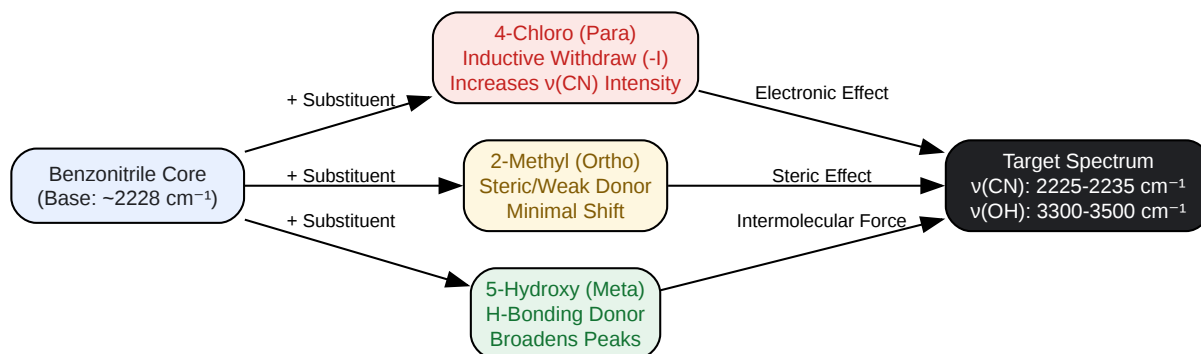 4-Chloro (Para)
Inductive Withdraw (-I)
Increases ν(CN) Intensity
+ Substituent
Electronic Effect
Benzonitrile Core
(Base: ~2228 cm⁻¹)
+ Substituent
2-Methyl (Ortho)
Steric/Weak Donor
Minimal Shift
Steric Effect
Target Spectrum
ν(CN): 2225-2235 cm⁻¹
ν(OH): 3300-3500 cm⁻¹
+ Substituent
Intermolecular Force
5-Hydroxy (Meta)
H-Bonding Donor
Broadens Peaks